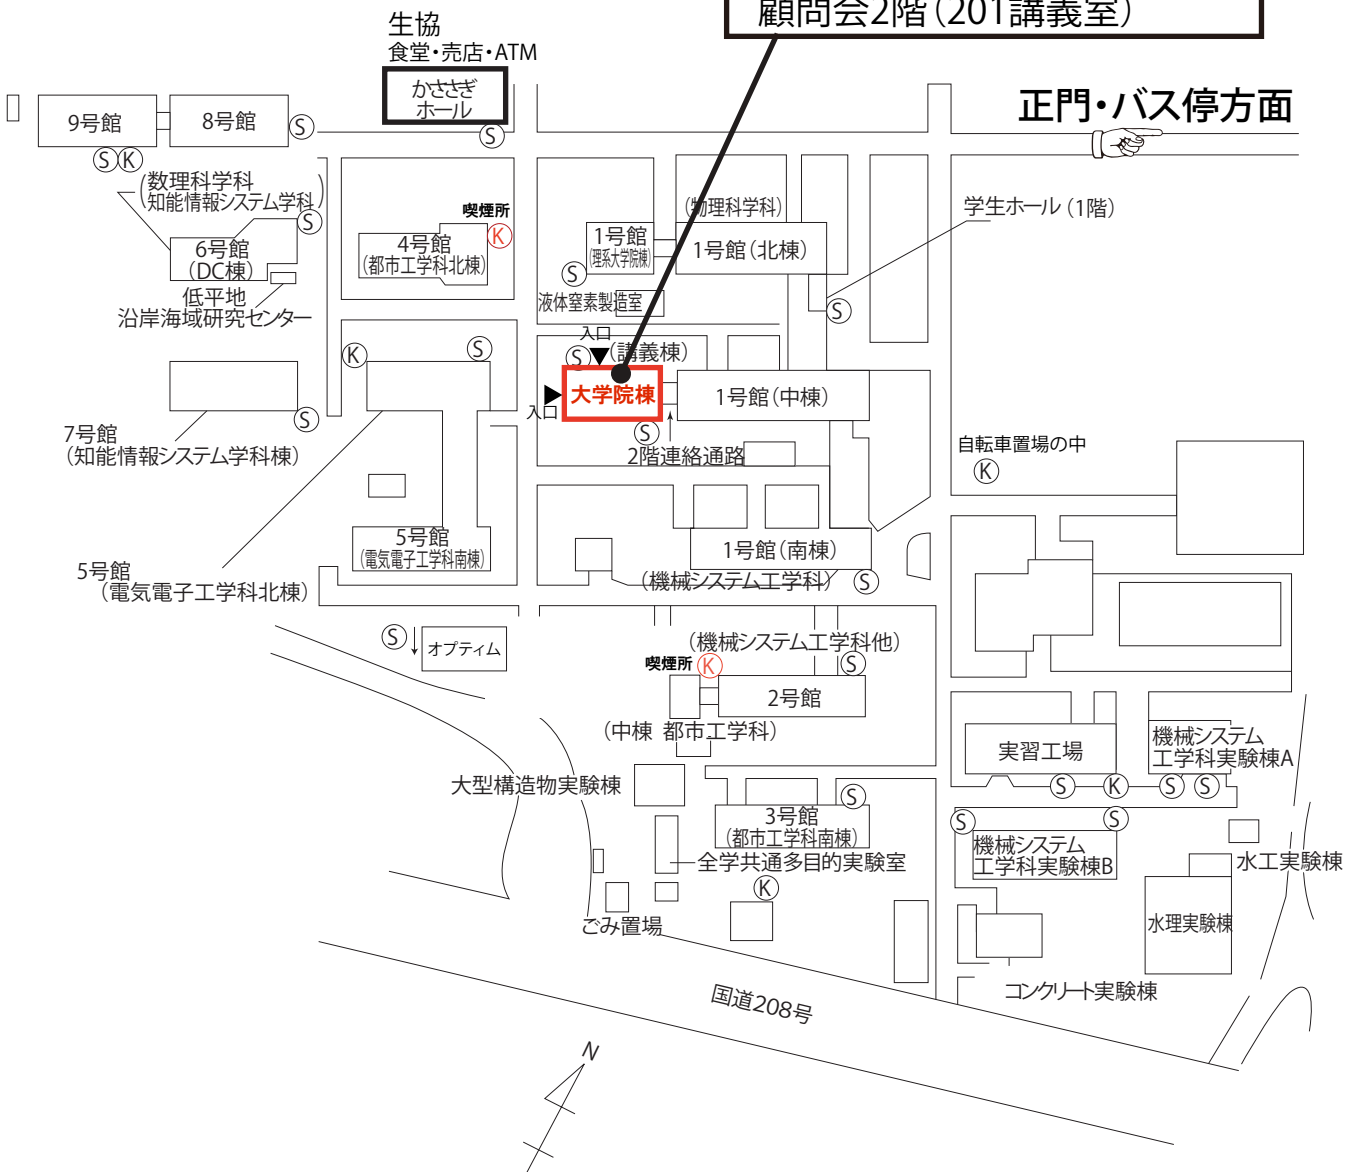 顧問会2階(201講義室)
生協
食堂・売店・ATM
かささぎ
ホール
正門・バス停方面
9号館
8号館
S
S
S K
(数理科学科
知能情報システム学科)
S
6号館
(DC棟)
低平地
沿岸海域研究センター
喫煙所
K
4号館
(都市工学科北棟)
(物理科学科)
1号館
(理系大学院棟)
1号館(北棟)
学生ホール(1階)
S
液体窒素製造室
S
入口
K
S
S
(講義棟)
大学院棟
入口
1号館(中棟)
S
S
2階連絡通路
7号館
(知能情報システム学科棟)
自転車置場の中
K
5号館
(電気電子工学科南棟)
1号館(南棟)
(機械システム工学科)
S
5号館
(電気電子工学科北棟)
S
オプティム
(機械システム工学科他)
喫煙所
K
S
2号館
(中棟 都市工学科)
実習工場
機械システム
工学科実験棟A
S
K
S
S
大型構造物実験棟
S
3号館
(都市工学科南棟)
S
S
機械システム
工学科実験棟B
水工実験棟
全学共通多目的実験室
K
ごみ置場
水理実験棟
コンクリート実験棟
国道208号
N